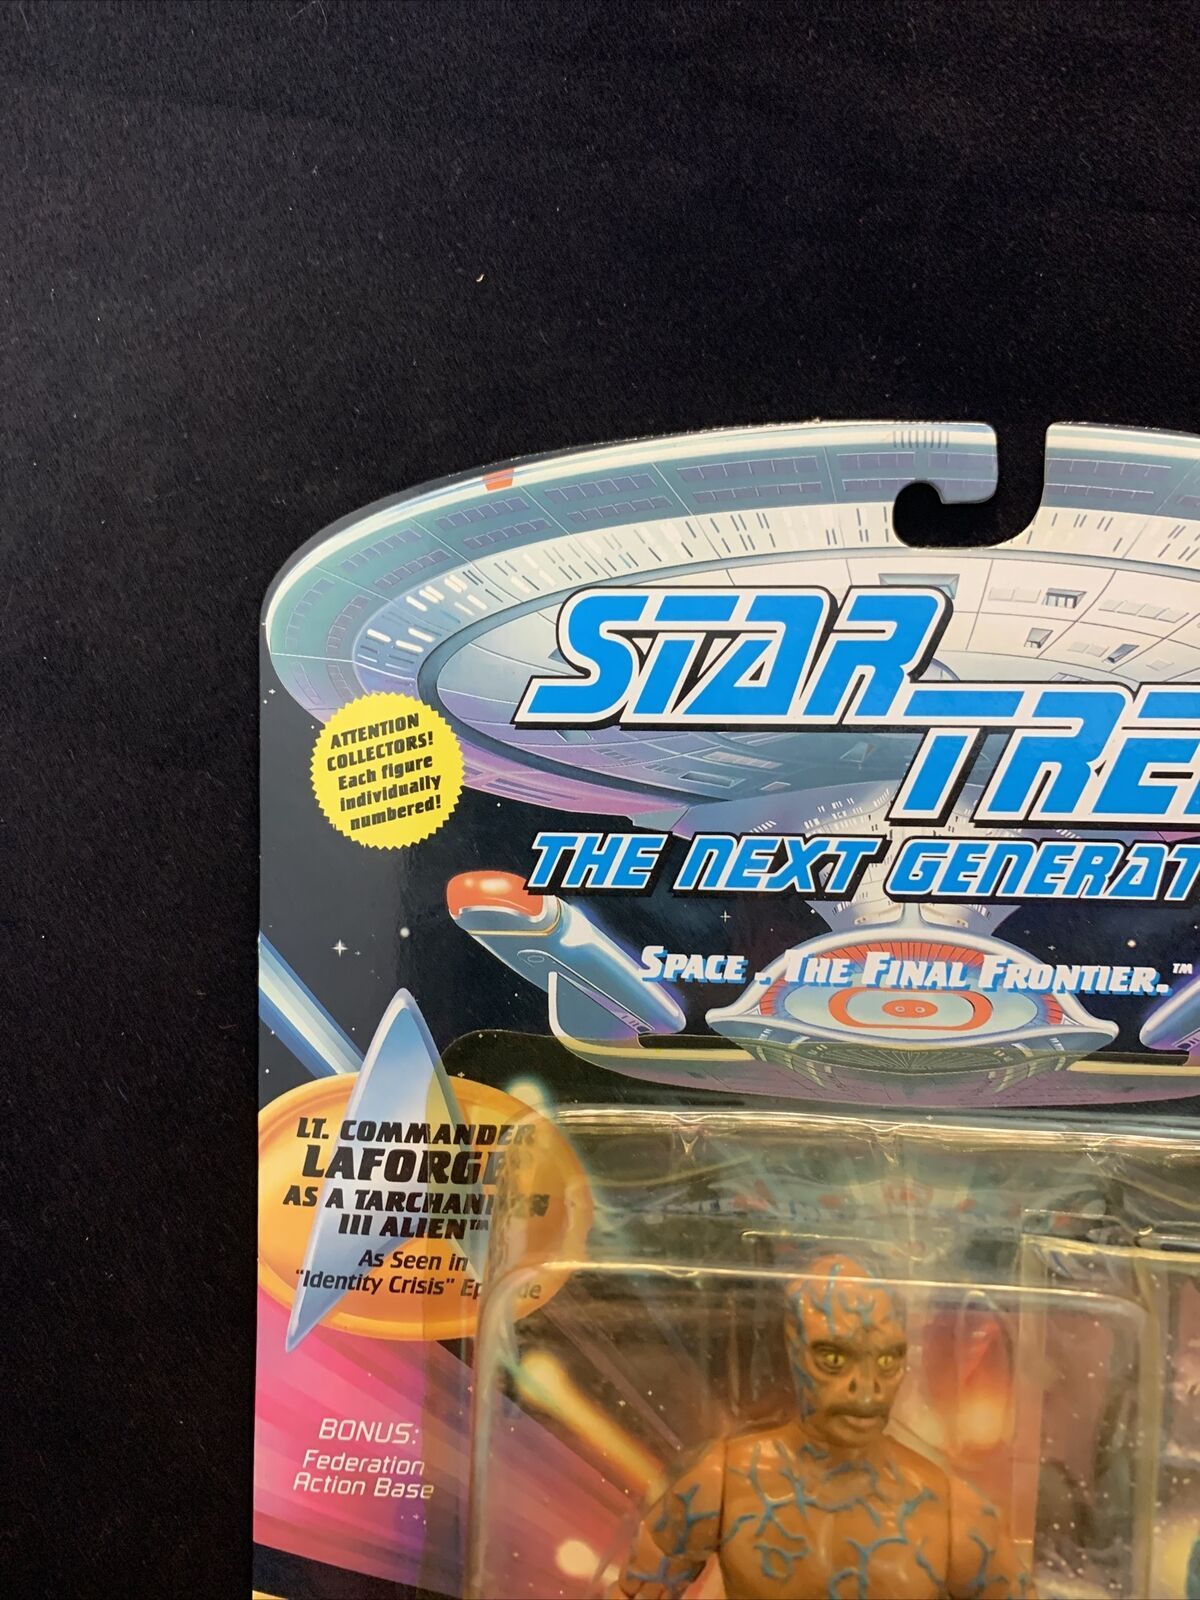 STAR
TREK
THE NEXT GENERAT
SPACE . THE FINAL FRONTIER.™
ATTENTION
COLLECTORS!
Each figure
individually
numbered!
LT. COMMANDER
LAFORGE
AS A TARCHANNEN
III ALIEN™
As Seen in
"Identity Crisis" Episode
BONUS:
Federation
Action Base